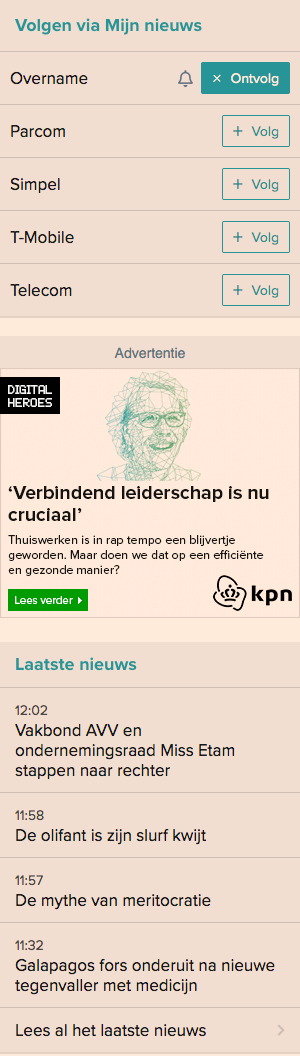 Volgen via Mijn nieuws
Overname
× Ontvolg
Parcom
+ Volg
Simpel
+ Volg
T-Mobile
+ Volg
Telecom
+ Volg
Advertentie
DIGITAL
HEROES
‘Verbindend leiderschap is nu
cruciaal’
Thuiswerken is in rap tempo een blijvertje
geworden. Maar doen we dat op een efficiënte
en gezonde manier?
Lees verder
kpn
Laatste nieuws
12:02
Vakbond AVV en
ondernemingsraad Miss Etam
stappen naar rechter
11:58
De olifant is zijn slurf kwijt
11:57
De mythe van meritocratie
11:32
Galapagos fors onderuit na nieuwe
tegenvaller met medicijn
Lees al het laatste nieuws